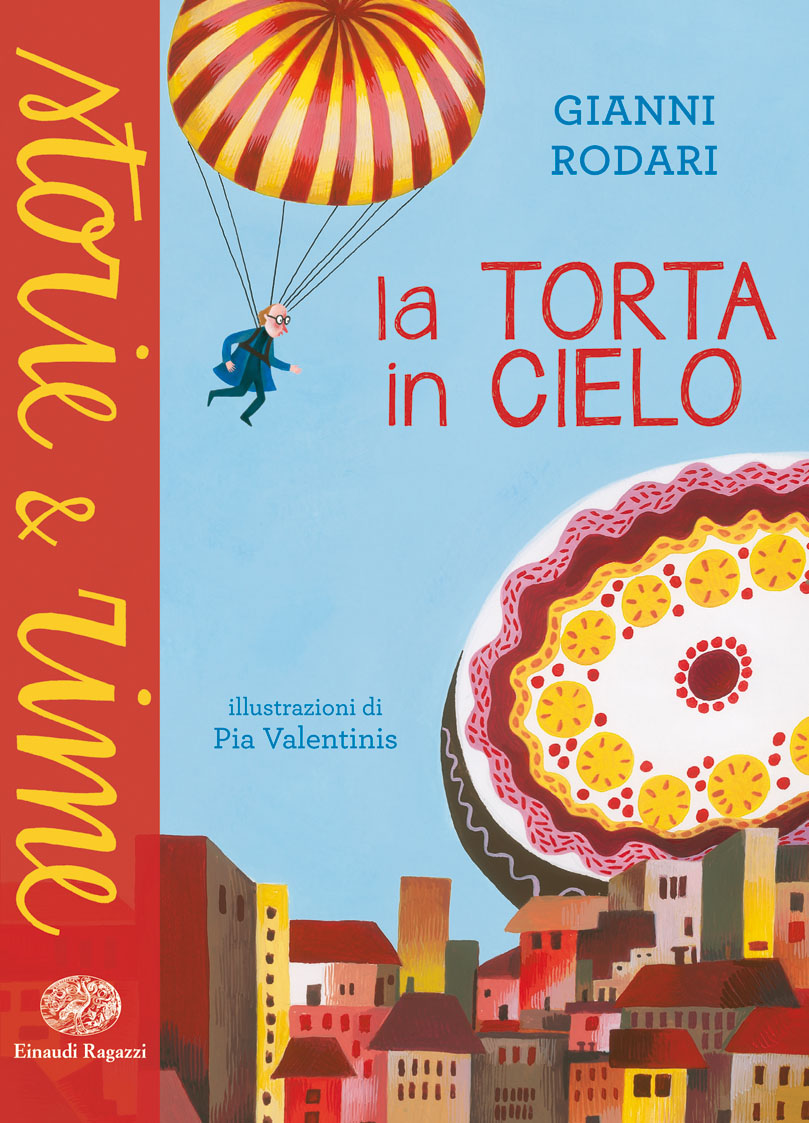 storie & rime
GIANNI
RODARI
la TORTA
in CIELO
illustrazioni di
Pia Valentinis
Einaudi Ragazzi